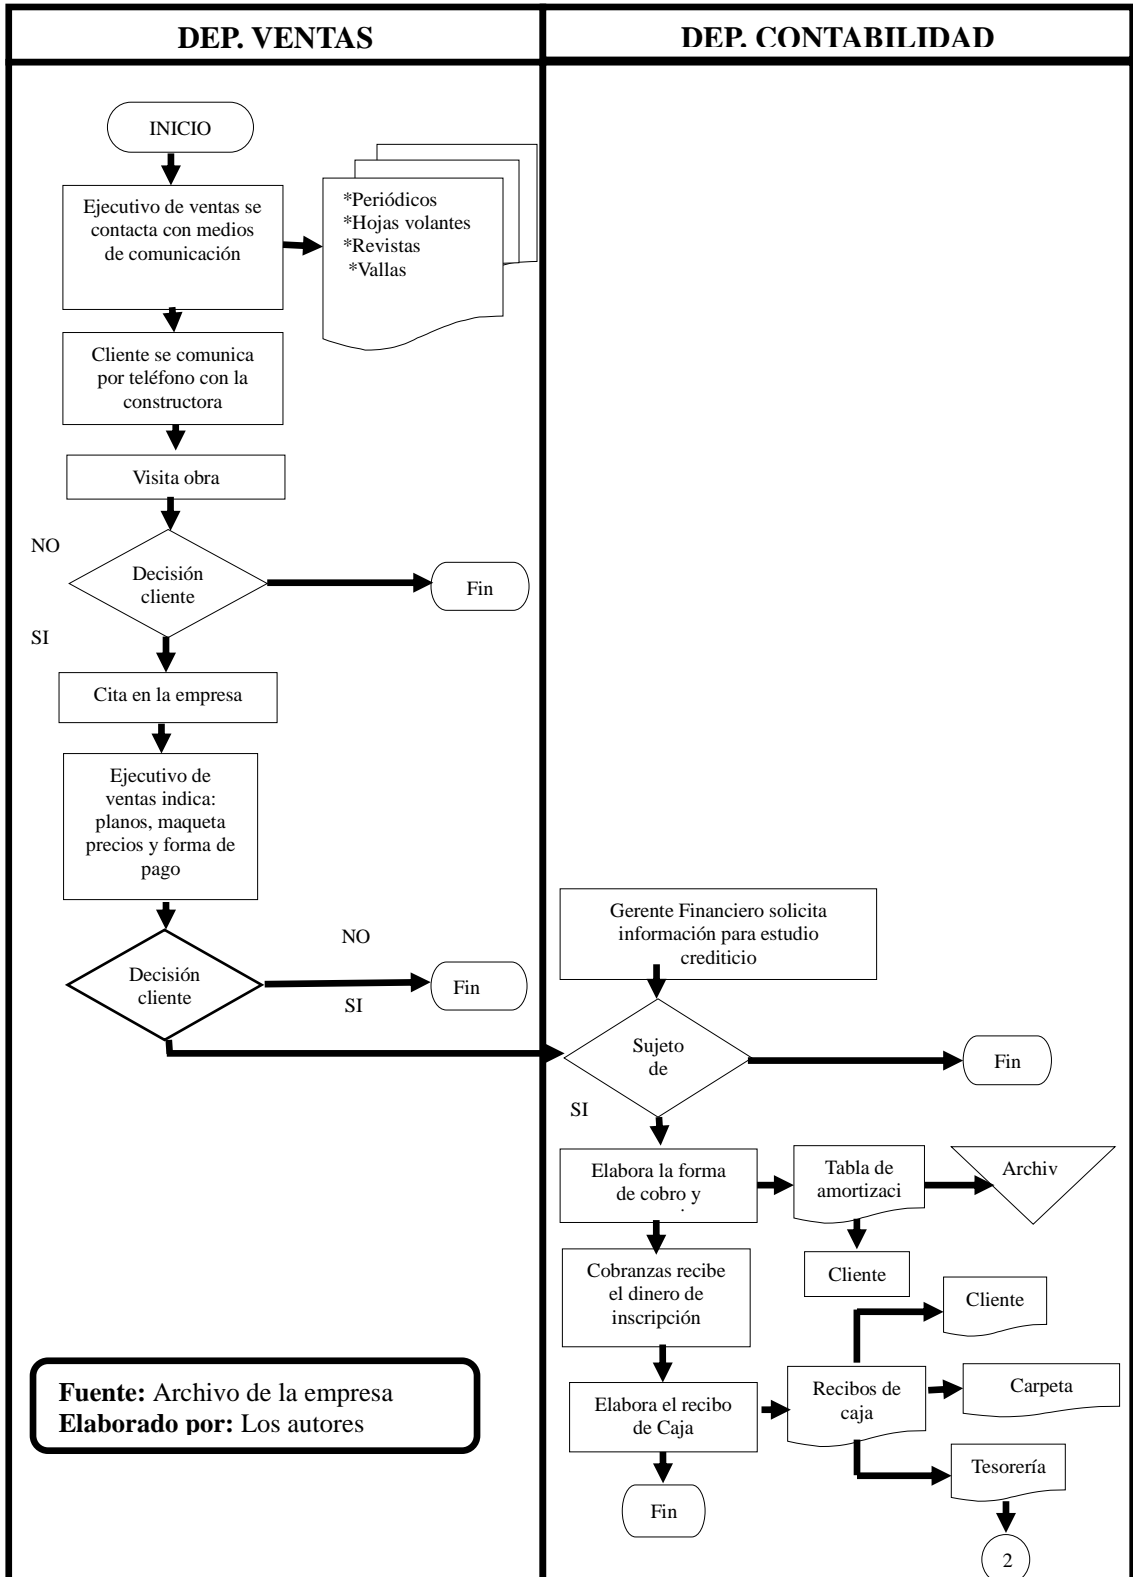 DEP. VENTAS
DEP. CONTABILIDAD
INICIO
Ejecutivo de ventas se
contacta con medios
de comunicación
*Periódicos
*Hojas volantes
*Revistas
*Vallas
Cliente se comunica
por teléfono con la
constructora
Visita obra
NO
Decisión
cliente
Fin
SI
Cita en la empresa
Ejecutivo de
ventas indica:
planos, maqueta
precios y forma de
pago
Decisión
cliente
NO
SI
Fin
Gerente Financiero solicita
información para estudio
crediticio
Sujeto
de
Fin
SI
Elabora la forma
de cobro y
Tabla de
amortizaci
Archiv
Cliente
Cobranzas recibe
el dinero de
inscripción
Cliente
Elabora el recibo
de Caja
Recibos de
caja
Carpeta
Tesorería
Fin
2
Fuente: Archivo de la empresa
Elaborado por: Los autores